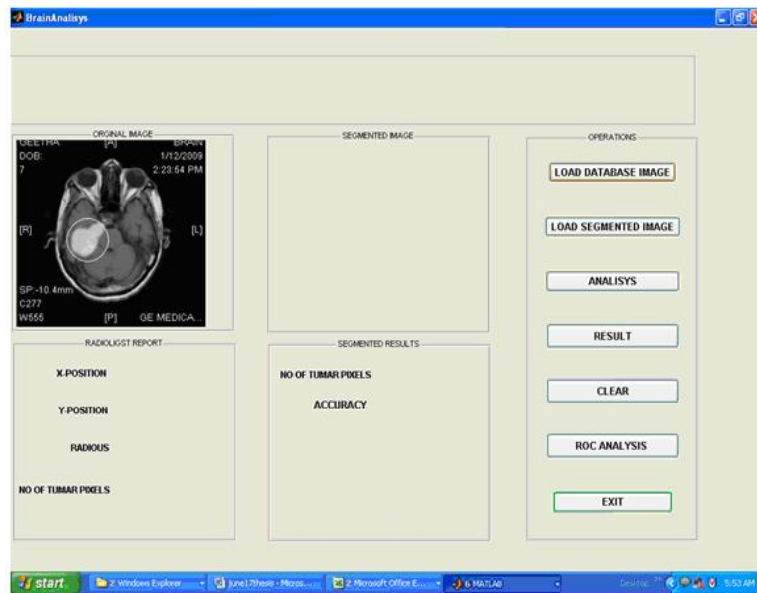 BrainAnalisys
ORGINAL IMAGE
GEETHA [A] BRAIN
DOB: 1/12/2009
7 2:23:54 PM
[R] [L]
SP:-10.4mm
C277
W555 [P] GE MEDICA...
RADIOLIGST REPORT
X-POSITION
Y-POSITION
RADIOUS
NO OF TUMAR PIXELS
SEGMENTED IMAGE
SEGMENTED RESULTS
NO OF TUMAR PIXELS
ACCURACY
OPERATIONS
LOAD DATABASE IMAGE
LOAD SEGMENTED IMAGE
ANALISYS
RESULT
CLEAR
ROC ANALYSIS
EXIT
start 2 Windows Explorer june17thesis - Micros... 2 Microsoft Office E... 6 MATLAB Desktop 5:53 AM